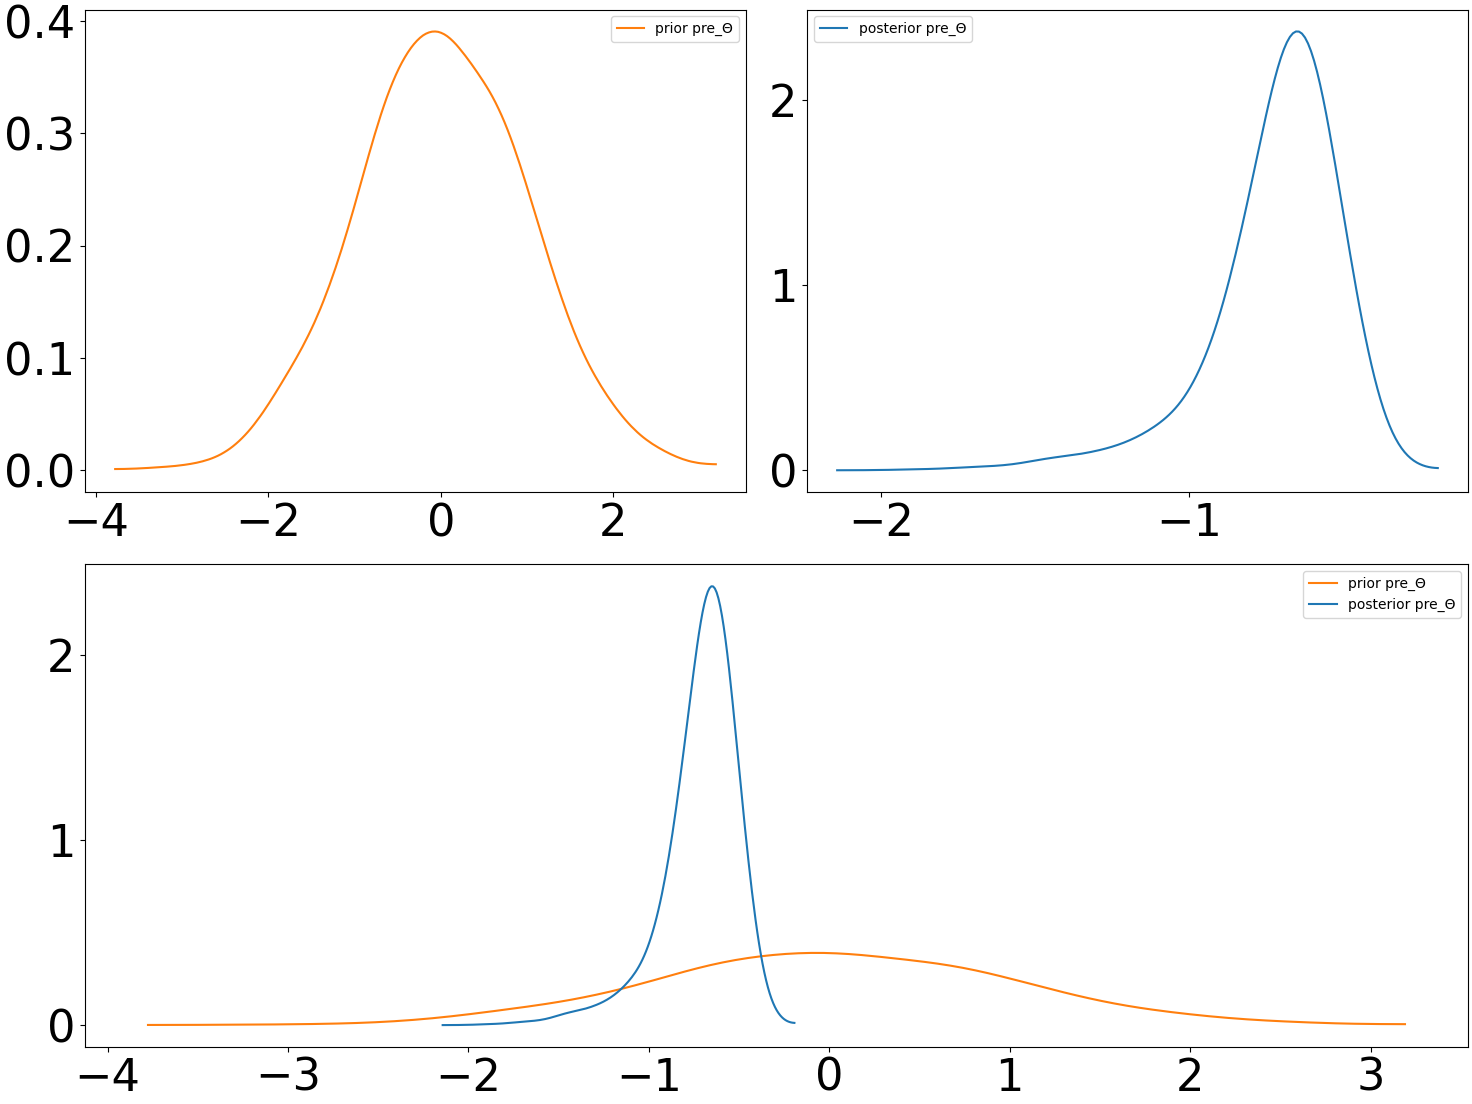 0.4
0.3
0.2
0.1
0.0
−4 −2 0 2
prior pre_Θ
2
1
0
−2 −1
posterior pre_Θ
2
1
0
−4 −3 −2 −1 0 1 2 3
prior pre_Θ
posterior pre_Θ